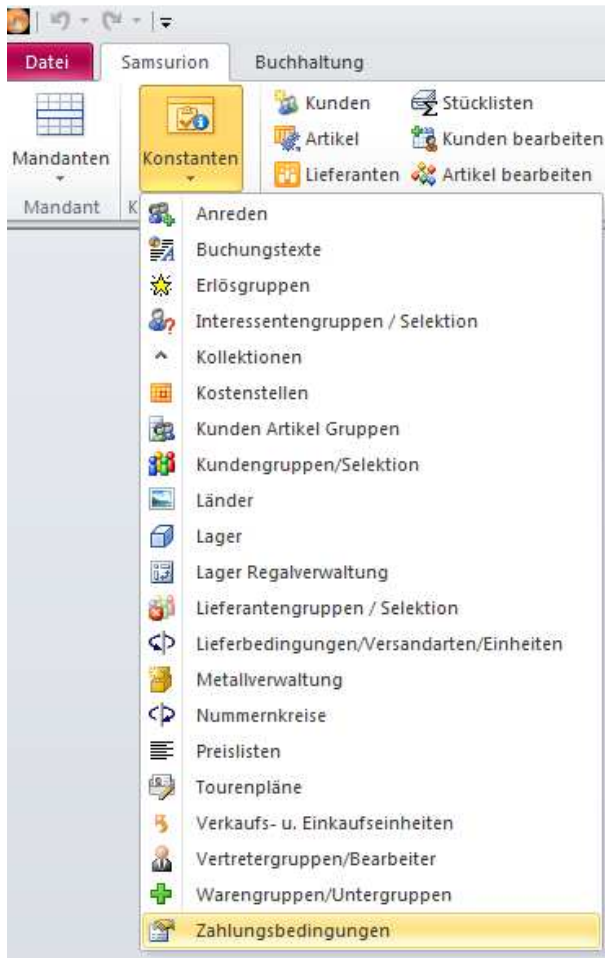 Datei Samsurion Buchhaltung
Kunden Stücklisten
Artikel Kunden bearbeiten
Mandanten Konstanten
Lieferanten Artikel bearbeiten
Mandant K
Anreden
Buchungstexte
Erlösgruppen
Interessentengruppen / Selektion
Kollektionen
Kostenstellen
Kunden Artikel Gruppen
Kundengruppen/Selektion
Länder
Lager
Lager Regalverwaltung
Lieferantengruppen / Selektion
Lieferbedingungen/Versandarten/Einheiten
Metallverwaltung
Nummernkreise
Preislisten
Tourenpläne
Verkaufs- u. Einkaufseinheiten
Vertretergruppen/Bearbeiter
Warengruppen/Untergruppen
Zahlungsbedingungen